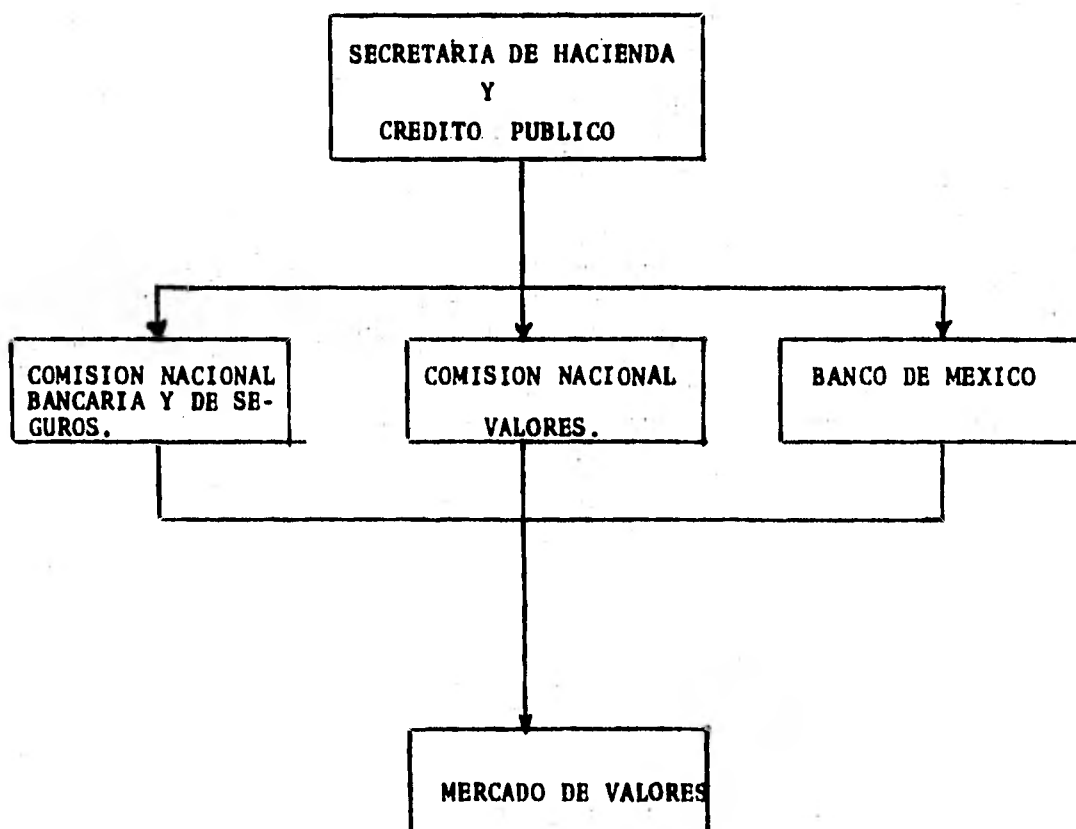 SECRETARIA DE HACIENDA
Y
CREDITO PUBLICO
COMISION NACIONAL
BANCARIA Y DE SE-
GUROS.
COMISION NACIONAL
VALORES.
BANCO DE MEXICO
MERCADO DE VALORES